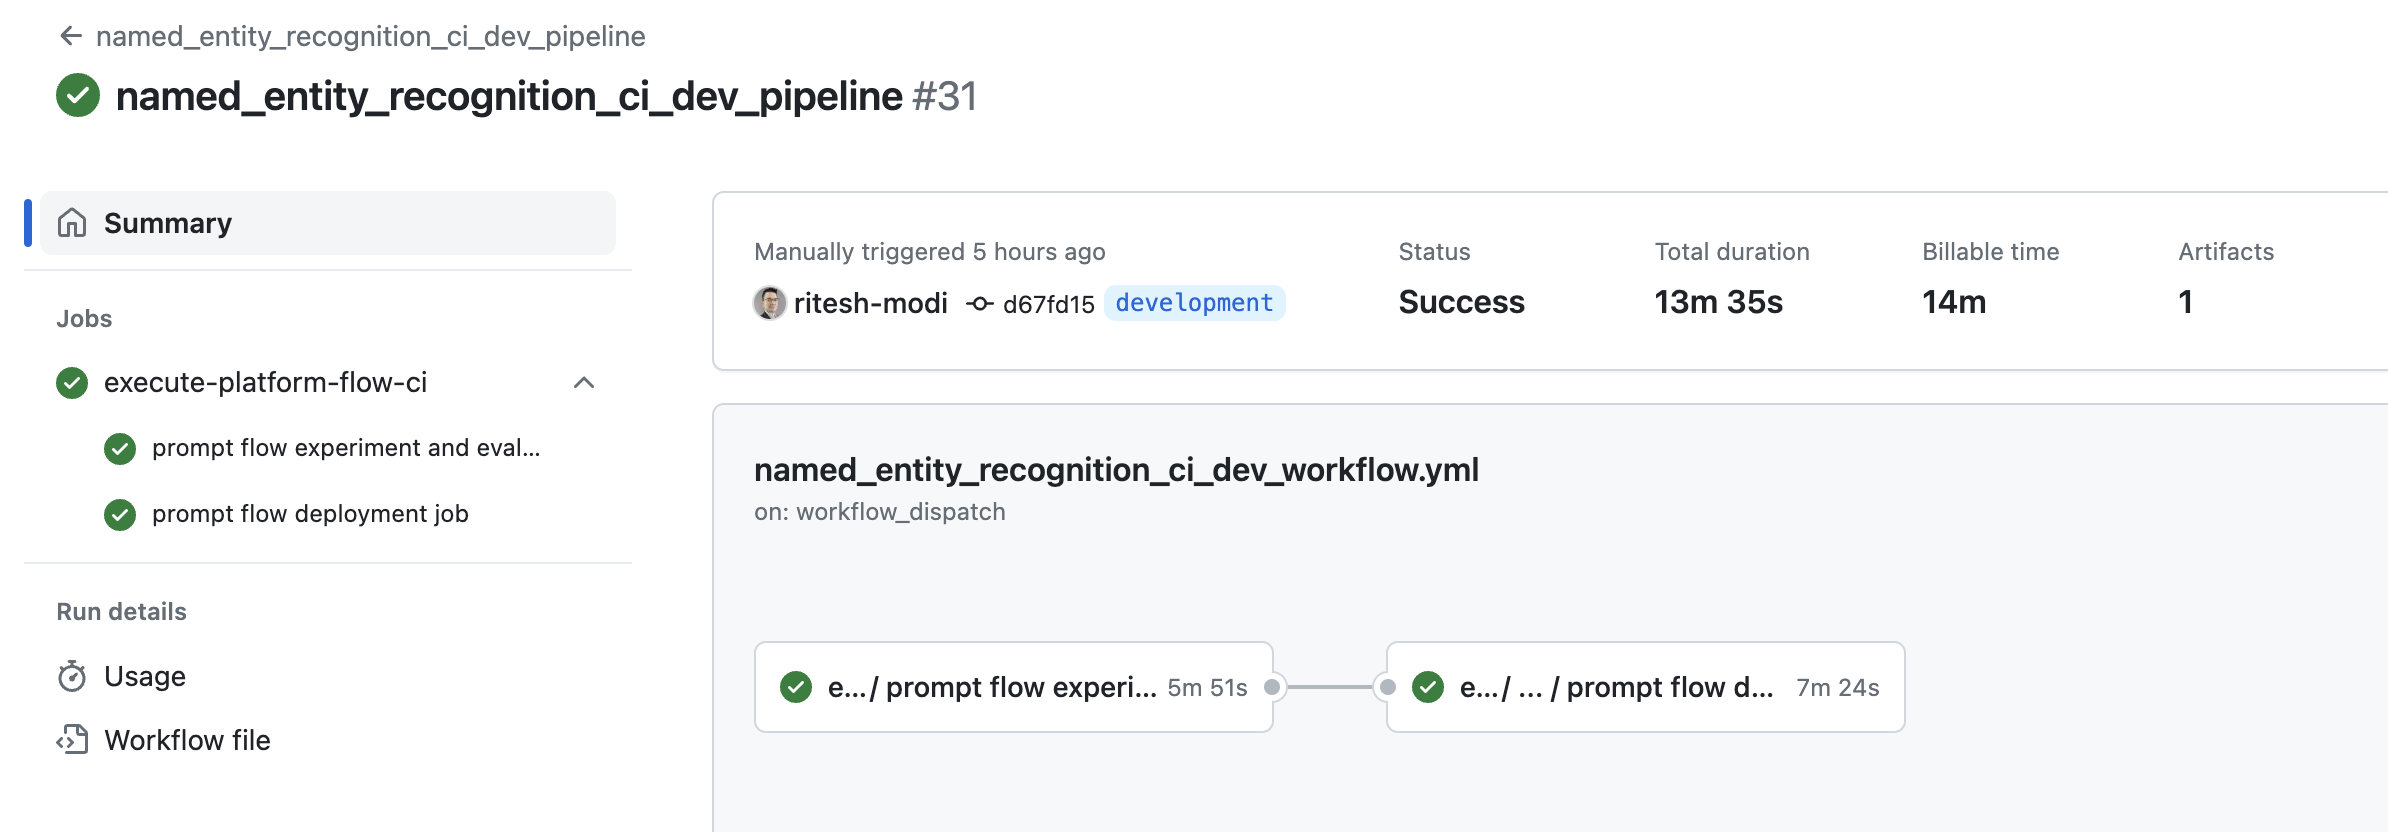 named_entity_recognition_ci_dev_pipeline
named_entity_recognition_ci_dev_pipeline #31
Summary
Jobs
execute-platform-flow-ci
prompt flow experiment and eval...
prompt flow deployment job
Run details
Usage
Workflow file
Manually triggered 5 hours ago
ritesh-modi d67fd15 development
Status
Success
Total duration
13m 35s
Billable time
14m
Artifacts
1
named_entity_recognition_ci_dev_workflow.yml
on: workflow_dispatch
e... / prompt flow experi... 5m 51s
e... / ... / prompt flow d... 7m 24s